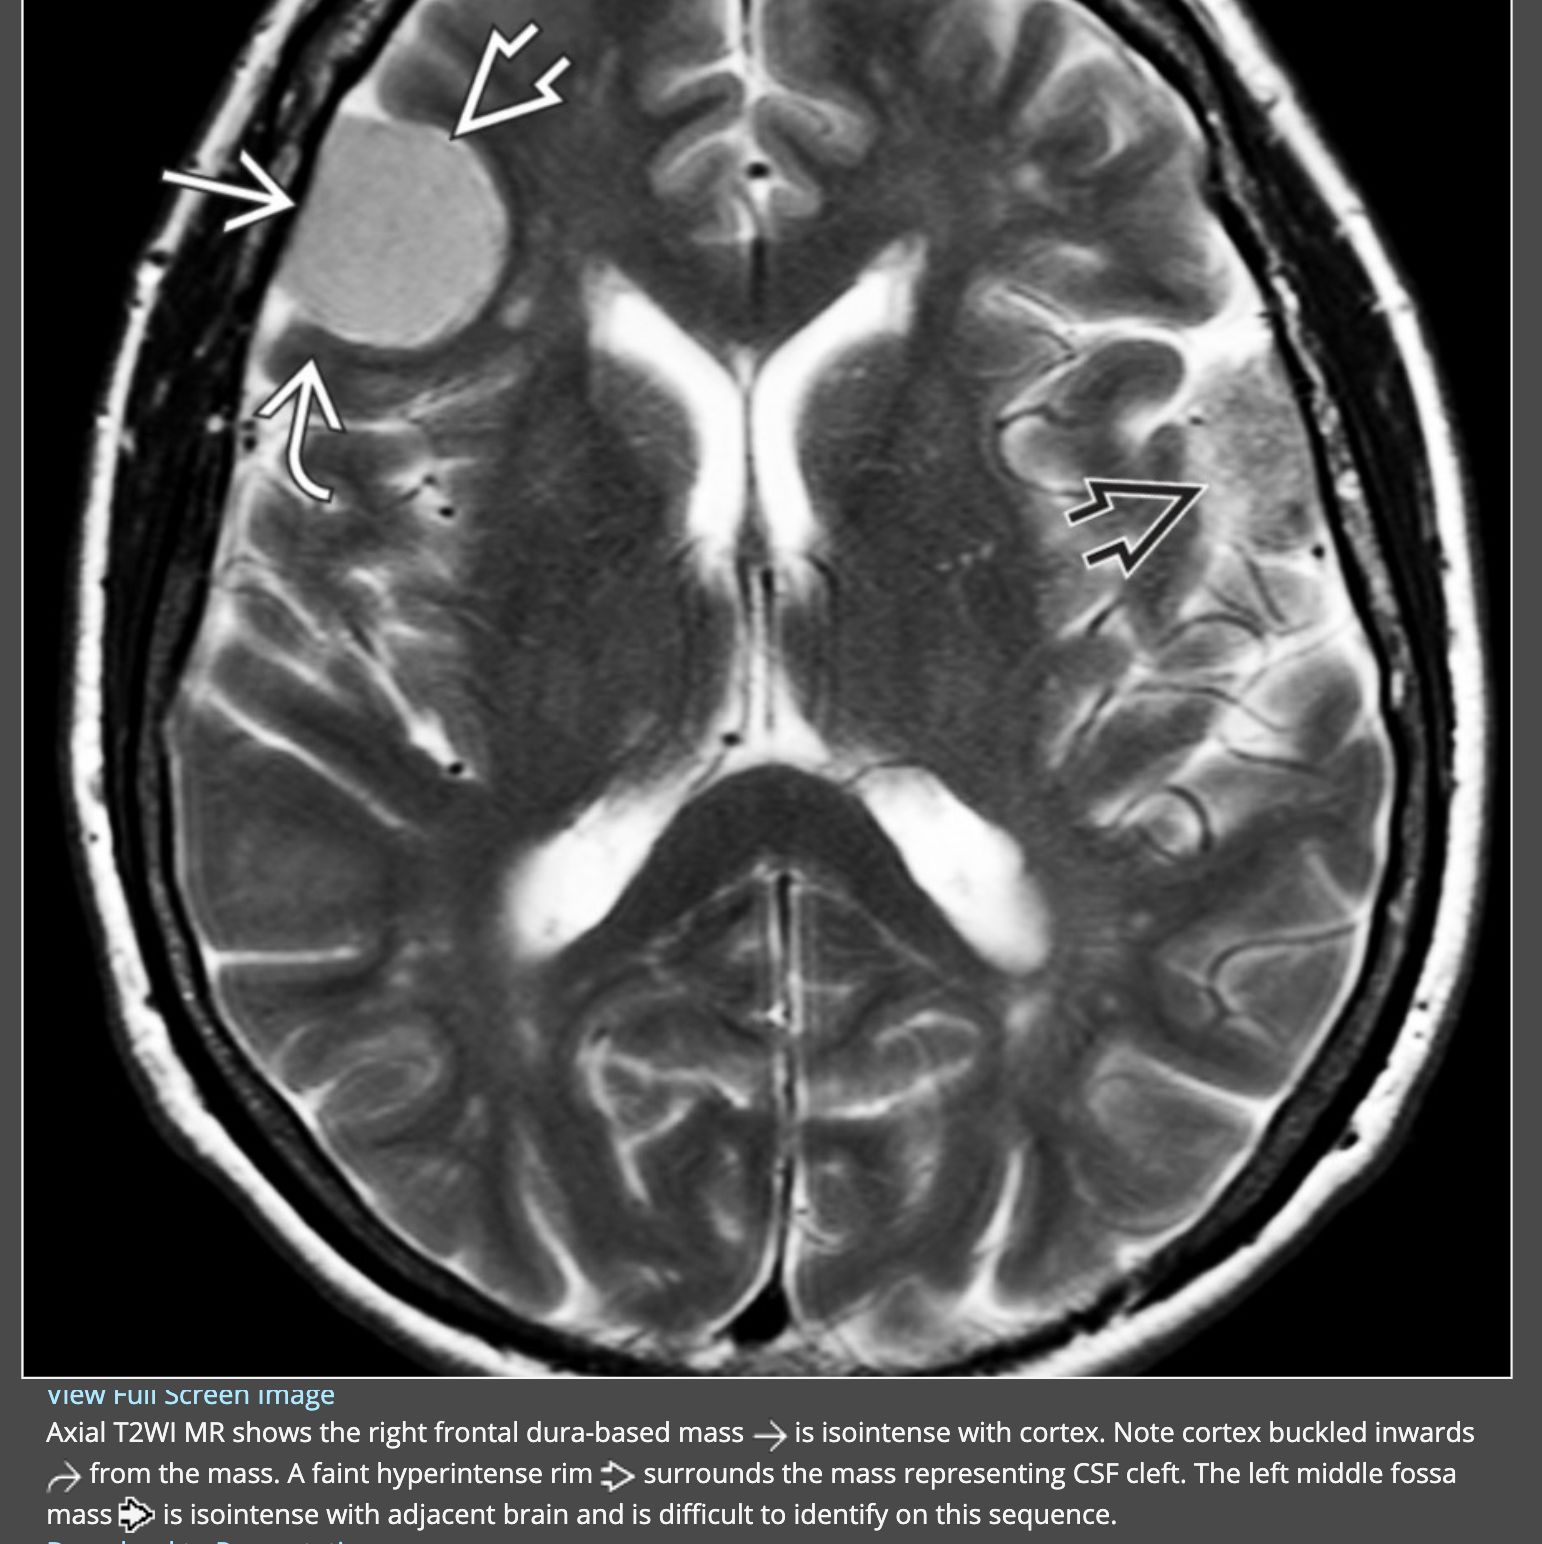 View Full Screen Image
Axial T2WI MR shows the right frontal dura-based mass → is isointense with cortex. Note cortex buckled inwards
from the mass. A faint hyperintense rim surrounds the mass representing CSF cleft. The left middle fossa
mass is isointense with adjacent brain and is difficult to identify on this sequence.